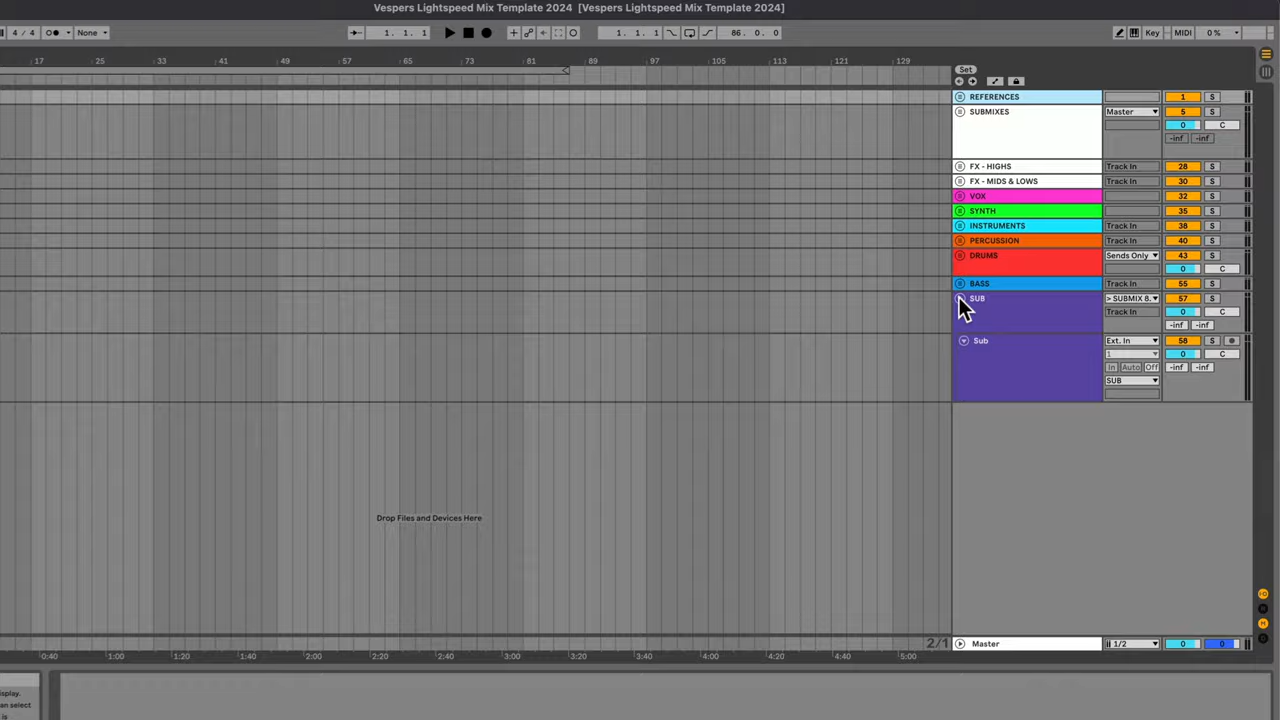 Vespers Lightspeed Mix Template 2024 [Vespers Lightspeed Mix Template 2024]
4 / 4 None 1. 1. 1 1. 1. 1 86. 0. 0 Key MIDI 0 %
17 25 33 41 49 57 65 73 81 89 97 105 113 121 129
Set
REFERENCES 1 S
SUBMIXES Master 5 S
0 C
-inf -inf
FX - HIGHS Track In 28 S
FX - MIDS & LOWS Track In 30 S
VOX 32 S
SYNTH 35 S
INSTRUMENTS Track In 38 S
PERCUSSION Track In 40 S
DRUMS Sends Only 43 S
0 C
BASS Track In 55 S
SUB > SUBMIX 8. 57 S
Track In 0 C
-inf -inf
Sub Ext. In 58 S
1 0 C
In Auto Off -inf -inf
SUB
Drop Files and Devices Here
2/1 Master 1/2 0 0
0:40 1:00 1:20 1:40 2:00 2:20 2:40 3:00 3:20 3:40 4:00 4:20 4:40 5:00
display.
an select
is